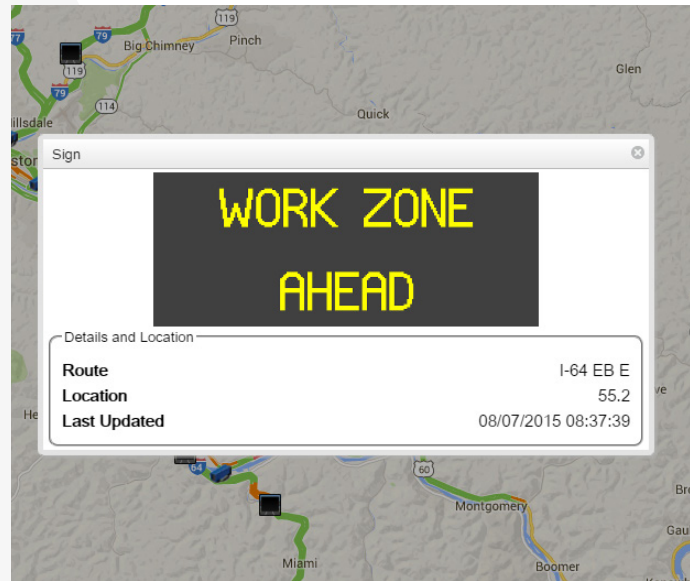 119
77
79
Big Chimney
Pinch
119
Glen
79
114
Quick
illsdale
ston
Sign
WORK ZONE
AHEAD
Details and Location
Route I-64 EB E
Location 55.2
Last Updated 08/07/2015 08:37:39
He
ve
64
60
Montgomery
Bre
Gau
Miami
Boomer